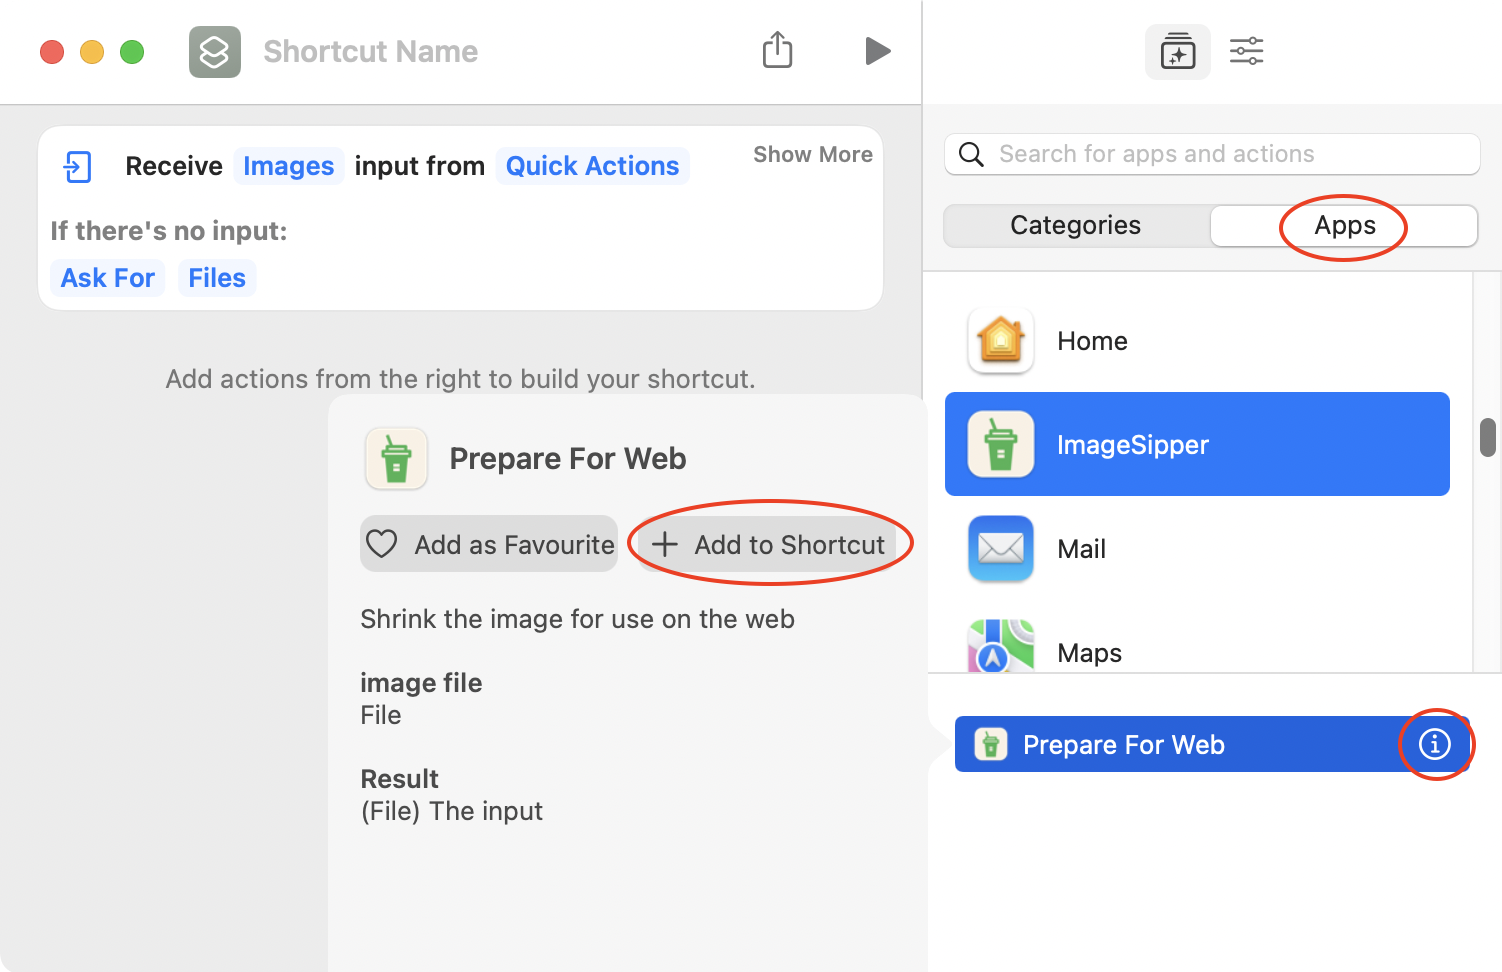 Shortcut Name
Receive Images input from Quick Actions
Show More
If there's no input:
Ask For Files
Add actions from the right to build your shortcut.
Prepare For Web
Add as Favourite
Add to Shortcut
Shrink the image for use on the web
image file
File
Result
(File) The input
Search for apps and actions
Categories
Apps
Home
ImageSipper
Mail
Maps
Prepare For Web